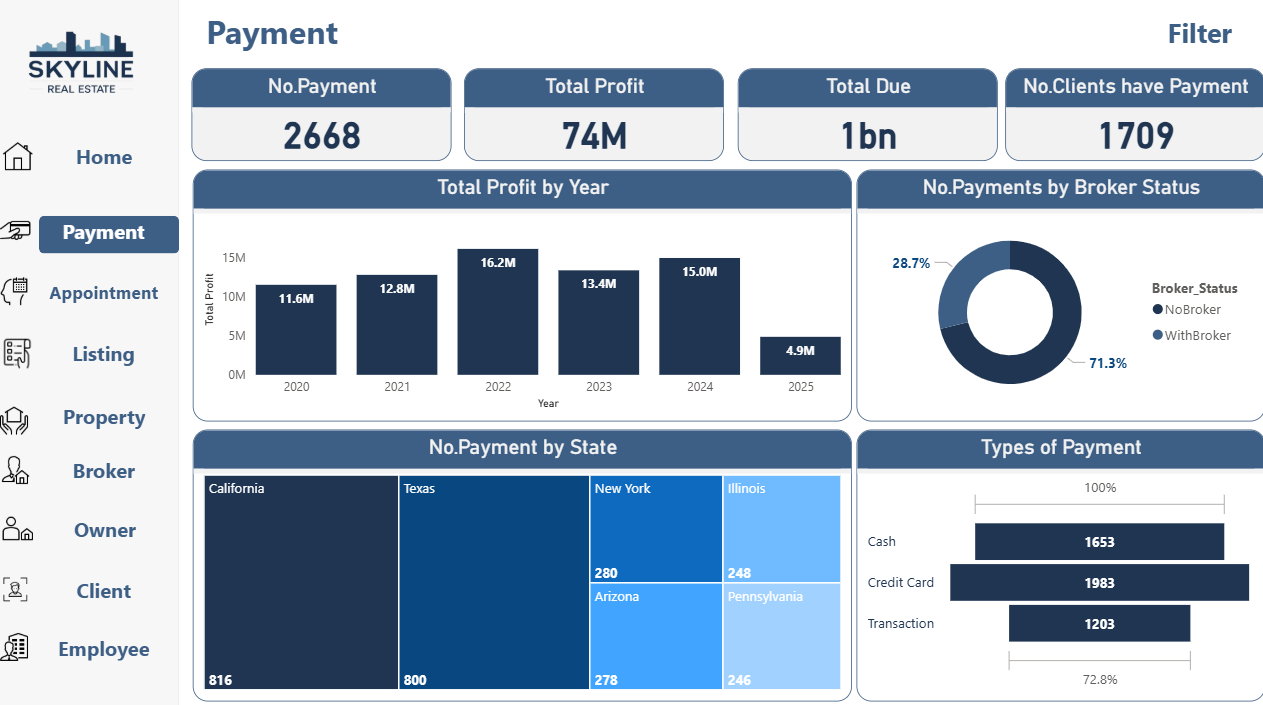 SKYLINE
REAL ESTATE
Home
Payment
Appointment
Listing
Property
Broker
Owner
Client
Employee
Payment
Filter
No.Payment
2668
Total Profit
74M
Total Due
1bn
No.Clients have Payment
1709
Total Profit by Year
Total Profit
15M
10M
5M
0M
11.6M
12.8M
16.2M
13.4M
15.0M
4.9M
2020
2021
2022
2023
2024
2025
Year
No.Payments by Broker Status
28.7%
71.3%
Broker_Status
NoBroker
WithBroker
No.Payment by State
California
816
Texas
800
New York
280
Illinois
248
Arizona
278
Pennsylvania
246
Types of Payment
100%
Cash
1653
Credit Card
1983
Transaction
1203
72.8%